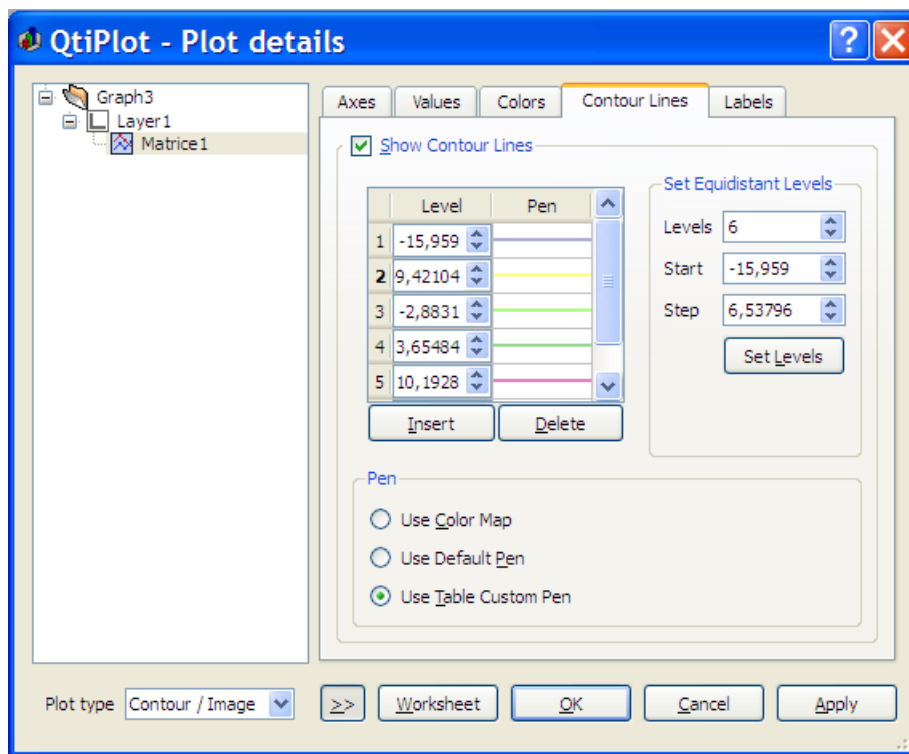 QtiPlot - Plot details
Graph3
Layer1
Matrice1
Axes Values Colors Contour Lines Labels
Show Contour Lines
Level Pen
1 -15,959
2 9,42104
3 -2,8831
4 3,65484
5 10,1928
Insert Delete
Set Equidistant Levels
Levels 6
Start -15,959
Step 6,53796
Set Levels
Pen
Use Color Map
Use Default Pen
Use Table Custom Pen
Plot type Contour / Image >> Worksheet OK Cancel Apply